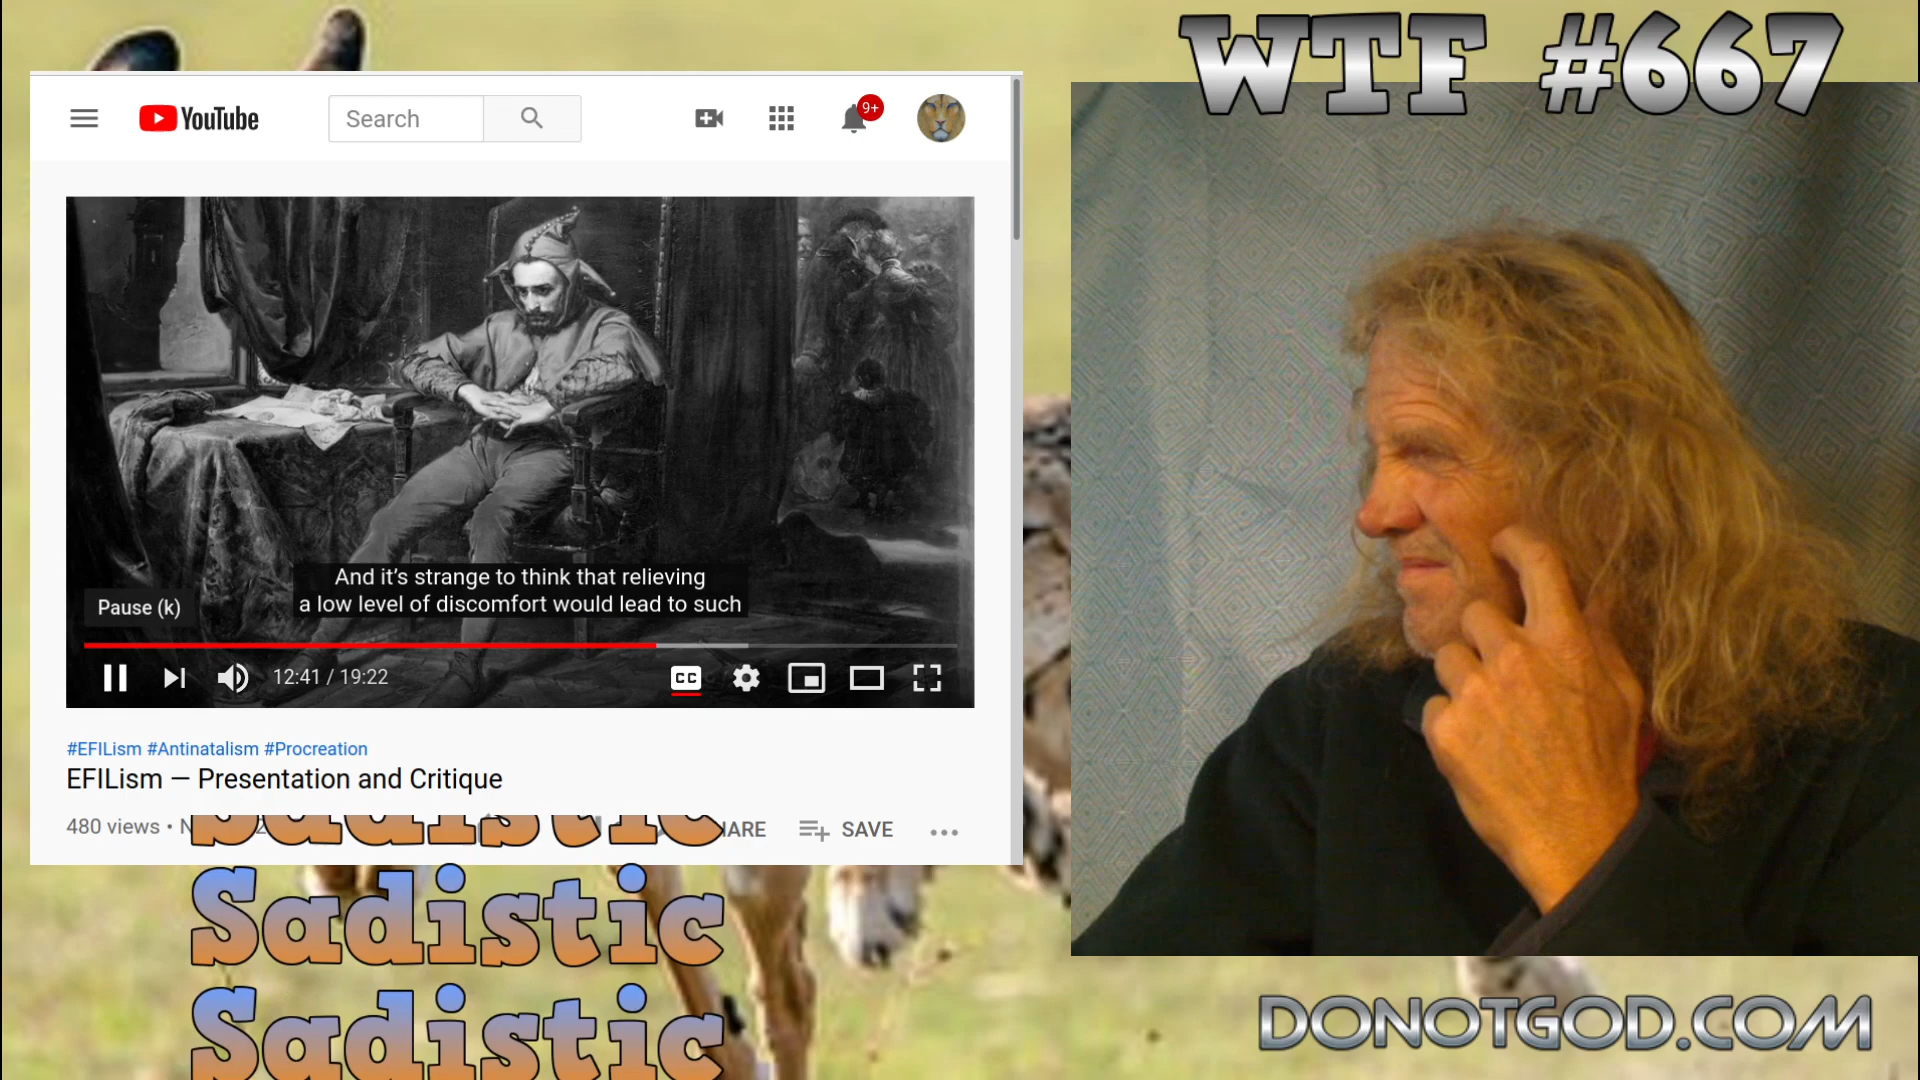 WTF #667
YouTube
Search
9+
And it's strange to think that relieving
a low level of discomfort would lead to such
Pause (k)
12:41 / 19:22
CC
#EFILism #Antinatalism #Procreation
EFILism — Presentation and Critique
480 views •
SAVE
Sadistic
Sadistic
Sadistic
DONOTGOD.COM